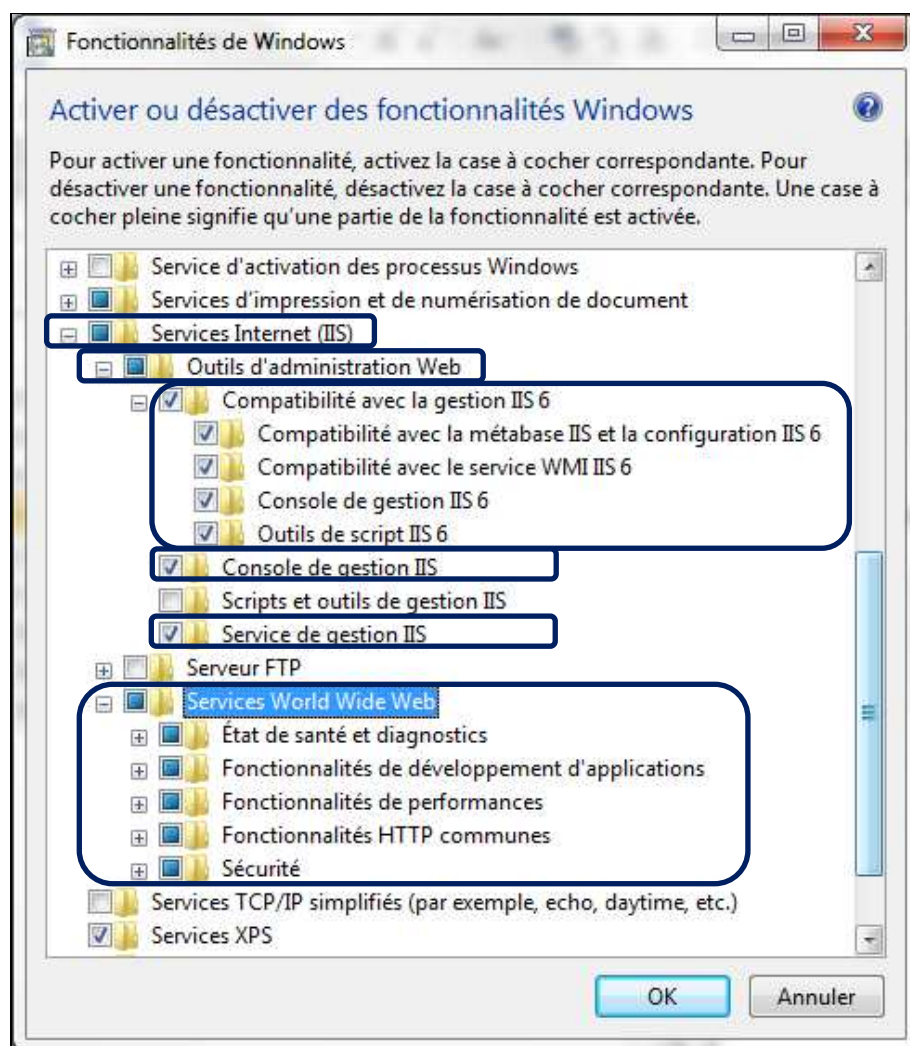 Fonctionnalités de Windows
Activer ou désactiver des fonctionnalités Windows
Pour activer une fonctionnalité, activez la case à cocher correspondante. Pour
désactiver une fonctionnalité, désactivez la case à cocher correspondante. Une case à
cocher pleine signifie qu'une partie de la fonctionnalité est activée.
Service d'activation des processus Windows
Services d'impression et de numérisation de document
Services Internet (IIS)
Outils d'administration Web
Compatibilité avec la gestion IIS 6
Compatibilité avec la métabase IIS et la configuration IIS 6
Compatibilité avec le service WMI IIS 6
Console de gestion IIS 6
Outils de script IIS 6
Console de gestion IIS
Scripts et outils de gestion IIS
Service de gestion IIS
Serveur FTP
Services World Wide Web
État de santé et diagnostics
Fonctionnalités de développement d'applications
Fonctionnalités de performances
Fonctionnalités HTTP communes
Sécurité
Services TCP/IP simplifiés (par exemple, echo, daytime, etc.)
Services XPS
OK Annuler